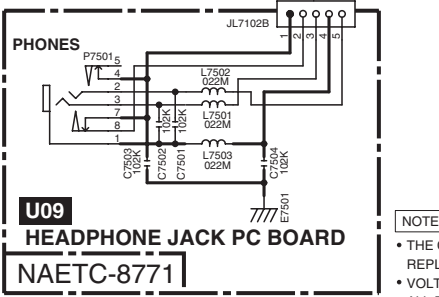 JL7102B
1 2 3 4 5
PHONES
P7501
5
4
2
3
7
8
1
L7502
022M
L7501
022M
L7503
022M
C7503
102K
C7502
102K
C7501
102K
C7504
102K
E7501
U09
HEADPHONE JACK PC BOARD
NAETC-8771
NOTE
• THE
REPL
• VOLT